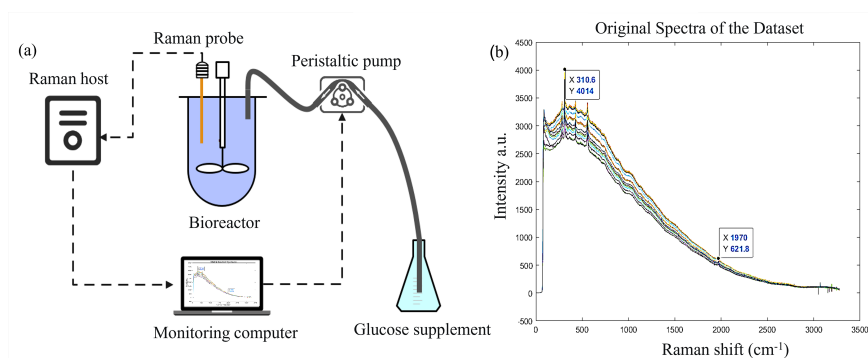 (a)
Raman probe
Peristaltic pump
Raman host
Bioreactor
Monitoring computer
Glucose supplement
(b)
Original Spectra of the Dataset
Intensity a.u.
4500
4000
3500
3000
2500
2000
1500
1000
500
0
-500
X 310.6
Y 4014
X 1970
Y 621.8
0 500 1000 1500 2000 2500 3000 3500
Raman shift (cm⁻¹)